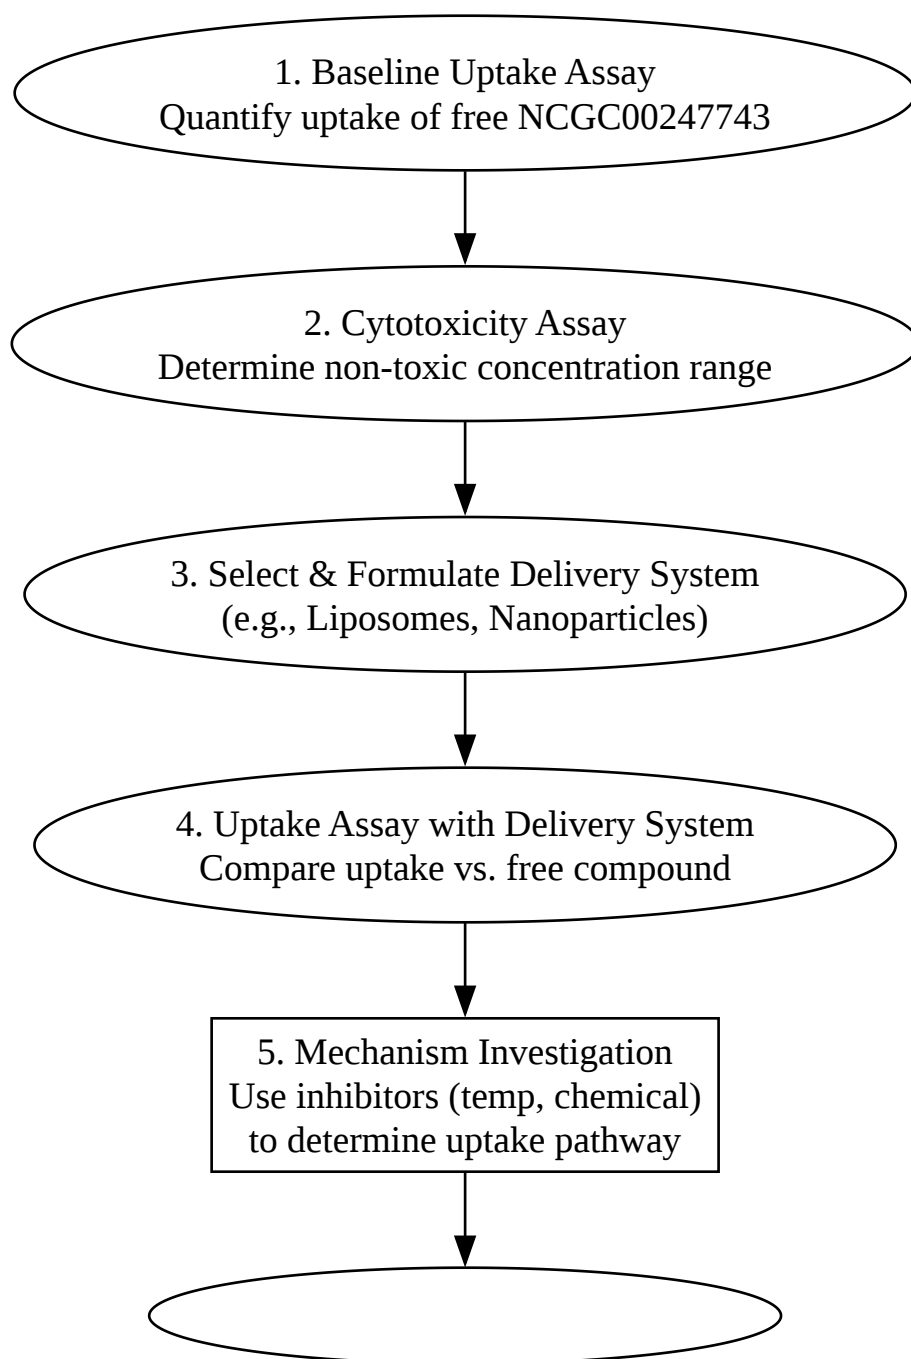 1. Baseline Uptake Assay
Quantify uptake of free NCGC00247743
2. Cytotoxicity Assay
Determine non-toxic concentration range
3. Select & Formulate Delivery System
(e.g., Liposomes, Nanoparticles)
4. Uptake Assay with Delivery System
Compare uptake vs. free compound
5. Mechanism Investigation
Use inhibitors (temp, chemical)
to determine uptake pathway